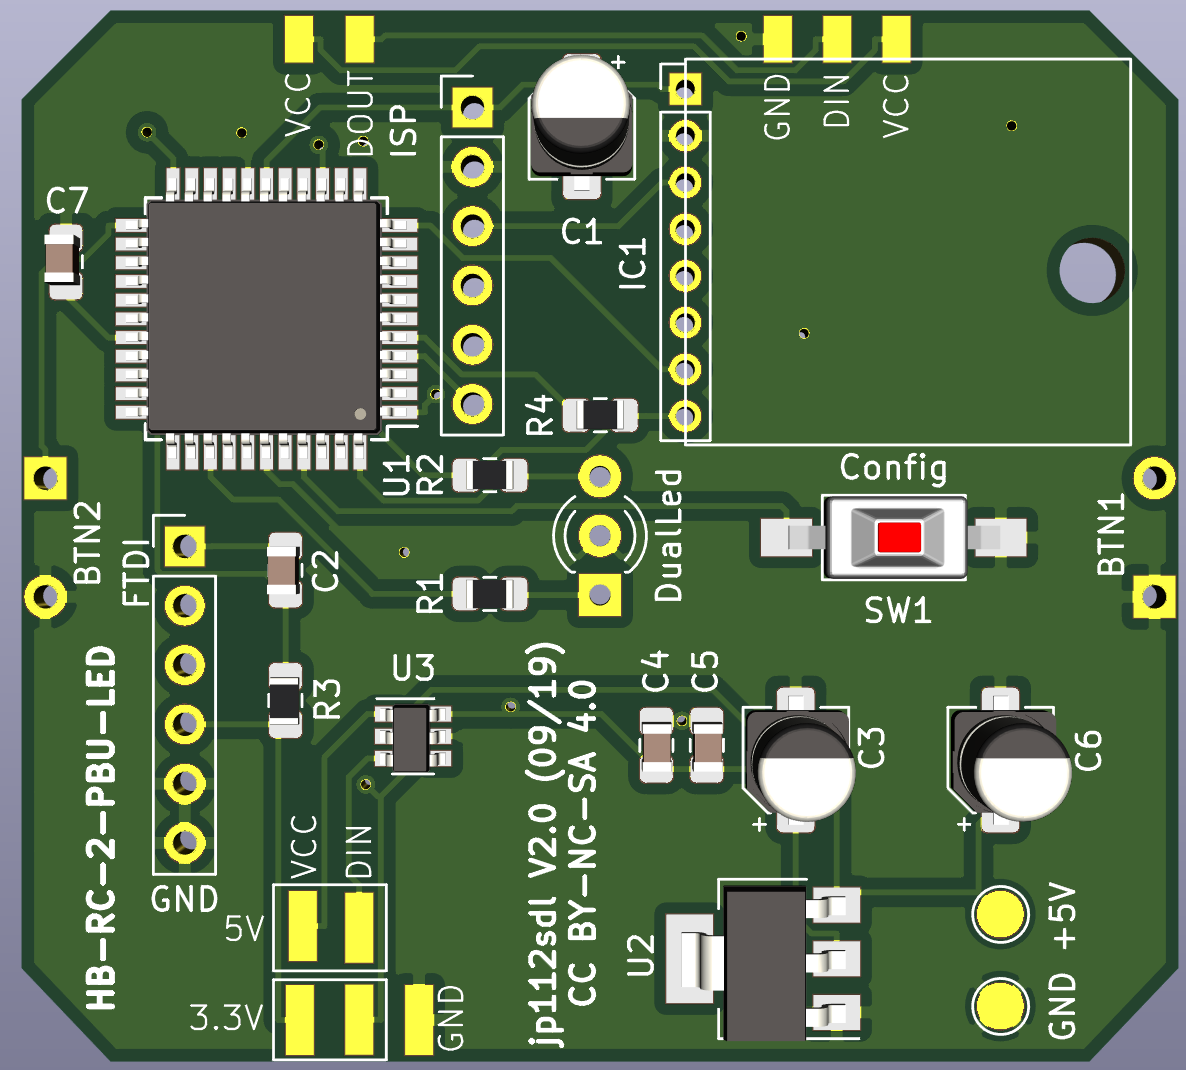 VCC
DOUT
ISP
+
GND
DIN
VCC
C7
C1
IC1
R4
U1
R2
Config
BTN2
FTDI
C2
R1
DualLed
BTN1
SW1
HB-RC-2-PBU-LED
R3
U3
jp112sdl V2.0 (09/19)
CC BY-NC-SA 4.0
C4
C5
C3
C6
+
+
VCC
DIN
GND
5V
U2
+5V
3.3V
GND
GND